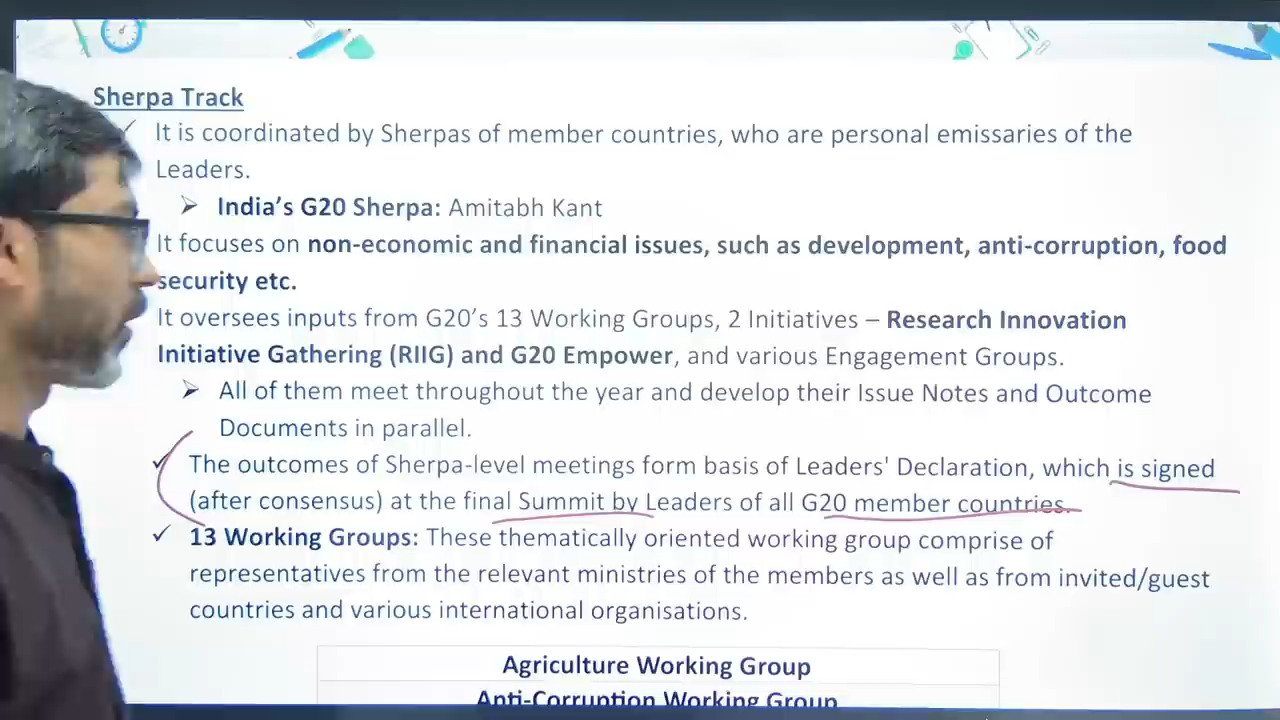 Sherpa Track
✓ It is coordinated by Sherpas of member countries, who are personal emissaries of the
Leaders.
➢ India's G20 Sherpa: Amitabh Kant
It focuses on non-economic and financial issues, such as development, anti-corruption, food
security etc.
It oversees inputs from G20's 13 Working Groups, 2 Initiatives – Research Innovation
Initiative Gathering (RIIG) and G20 Empower, and various Engagement Groups.
➢ All of them meet throughout the year and develop their Issue Notes and Outcome
Documents in parallel.
✓ The outcomes of Sherpa-level meetings form basis of Leaders' Declaration, which is signed
(after consensus) at the final Summit by Leaders of all G20 member countries.
✓ 13 Working Groups: These thematically oriented working group comprise of
representatives from the relevant ministries of the members as well as from invited/guest
countries and various international organisations.
Agriculture Working Group
Anti-Corruption Working Group